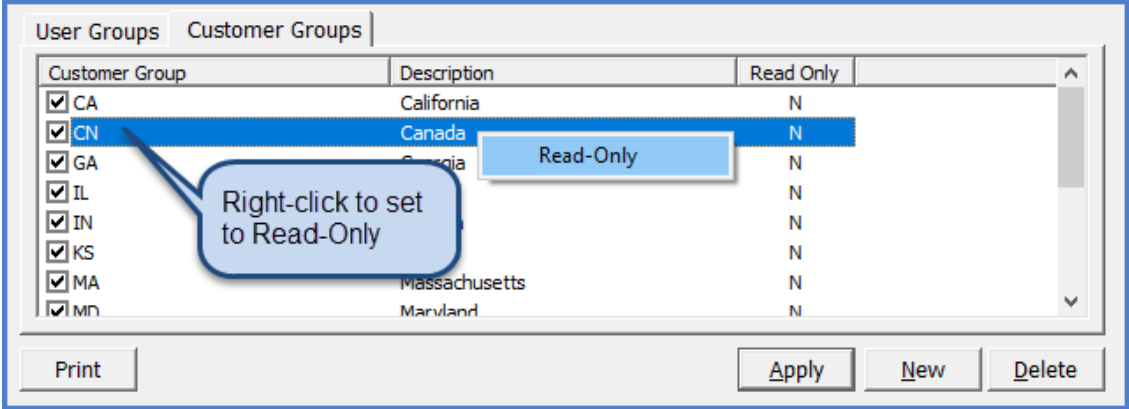 User Groups Customer Groups
Customer Group Description Read Only
CA California N
CN Canada N
Read-Only
GA N
IL N
IN N
KS N
MA Massachusetts N
MD Maryland N
Right-click to set
to Read-Only
Print Apply New Delete